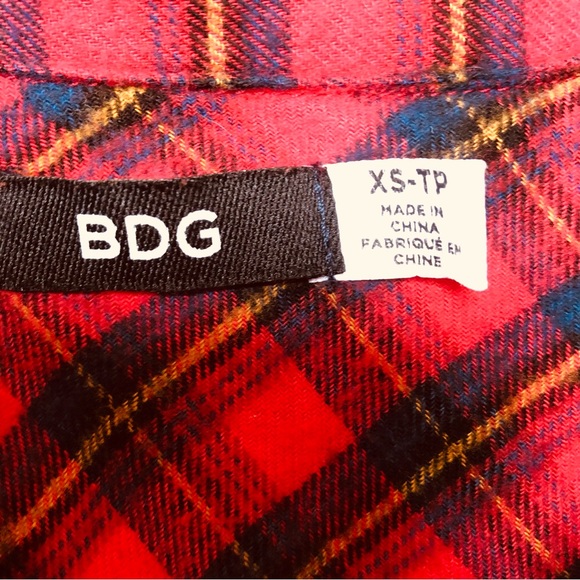 BDG
XS-TP
MADE IN
CHINA
FABRIQUÉ EN
CHINE